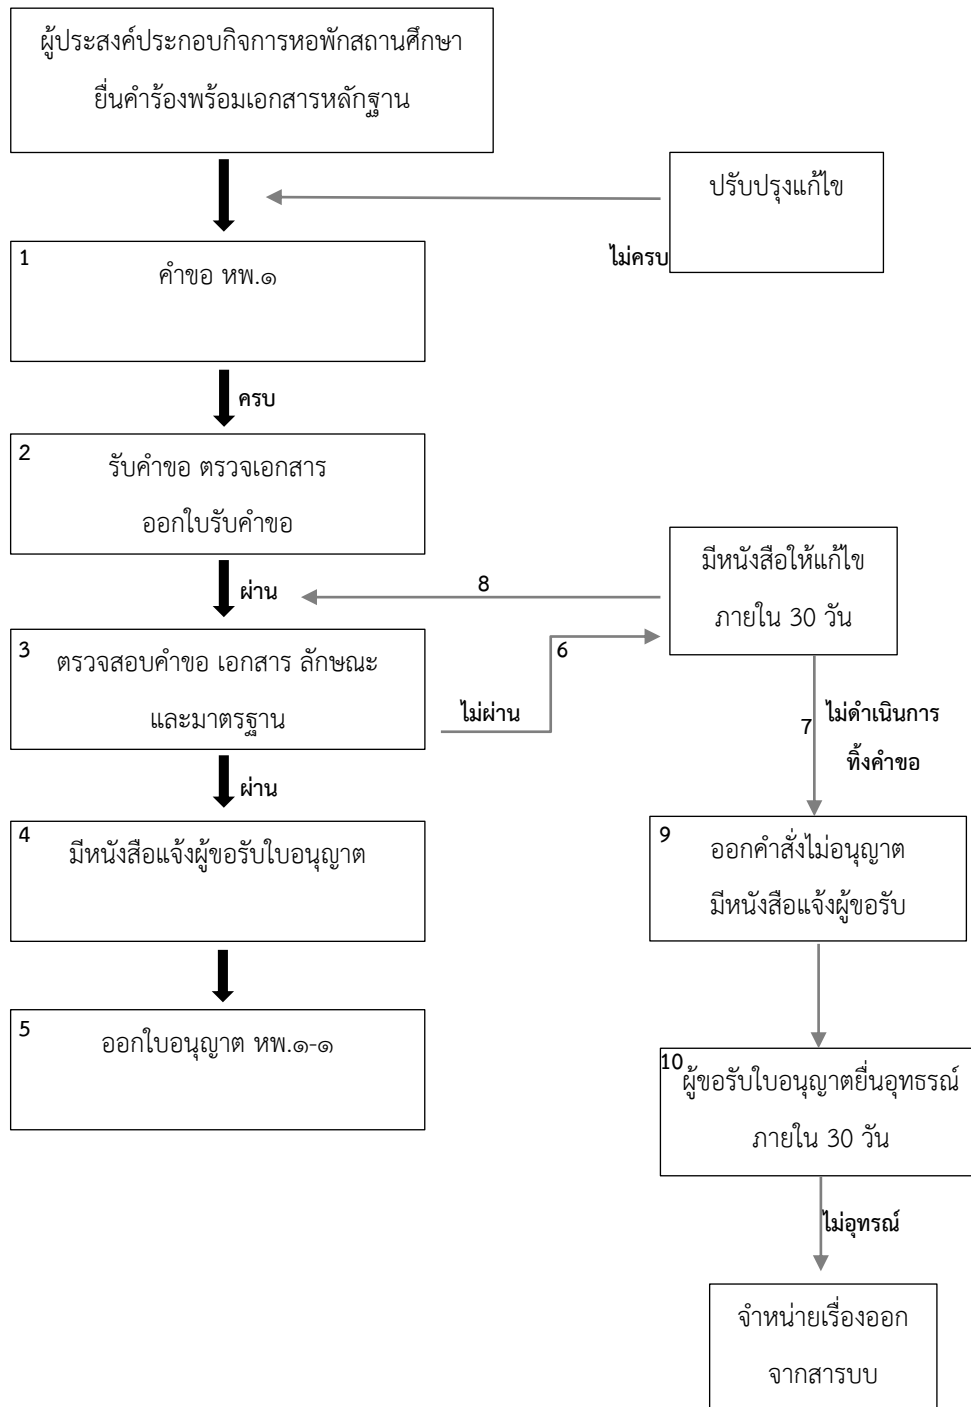 ผู้ประสงค์ประกอบกิจการหอพักสถานศึกษา
ยื่นคำร้องพร้อมเอกสารหลักฐาน
ปรับปรุงแก้ไข
ไม่ครบ
1
คำขอ หพ.๑
ครบ
2
รับคำขอ ตรวจเอกสาร
ออกใบรับคำขอ
ผ่าน
8
มีหนังสือให้แก้ไข
ภายใน 30 วัน
3
ตรวจสอบคำขอ เอกสาร ลักษณะ
และมาตรฐาน
ไม่ผ่าน
6
7
ไม่ดำเนินการ
ทิ้งคำขอ
ผ่าน
4
มีหนังสือแจ้งผู้ขอรับใบอนุญาต
9
ออกคำสั่งไม่อนุญาต
มีหนังสือแจ้งผู้ขอรับ
5
ออกใบอนุญาต หพ.๑-๑
10
ผู้ขอรับใบอนุญาตยื่นอุทธรณ์
ภายใน 30 วัน
ไม่อุทรณ์
จำหน่ายเรื่องออก
จากสารบบ